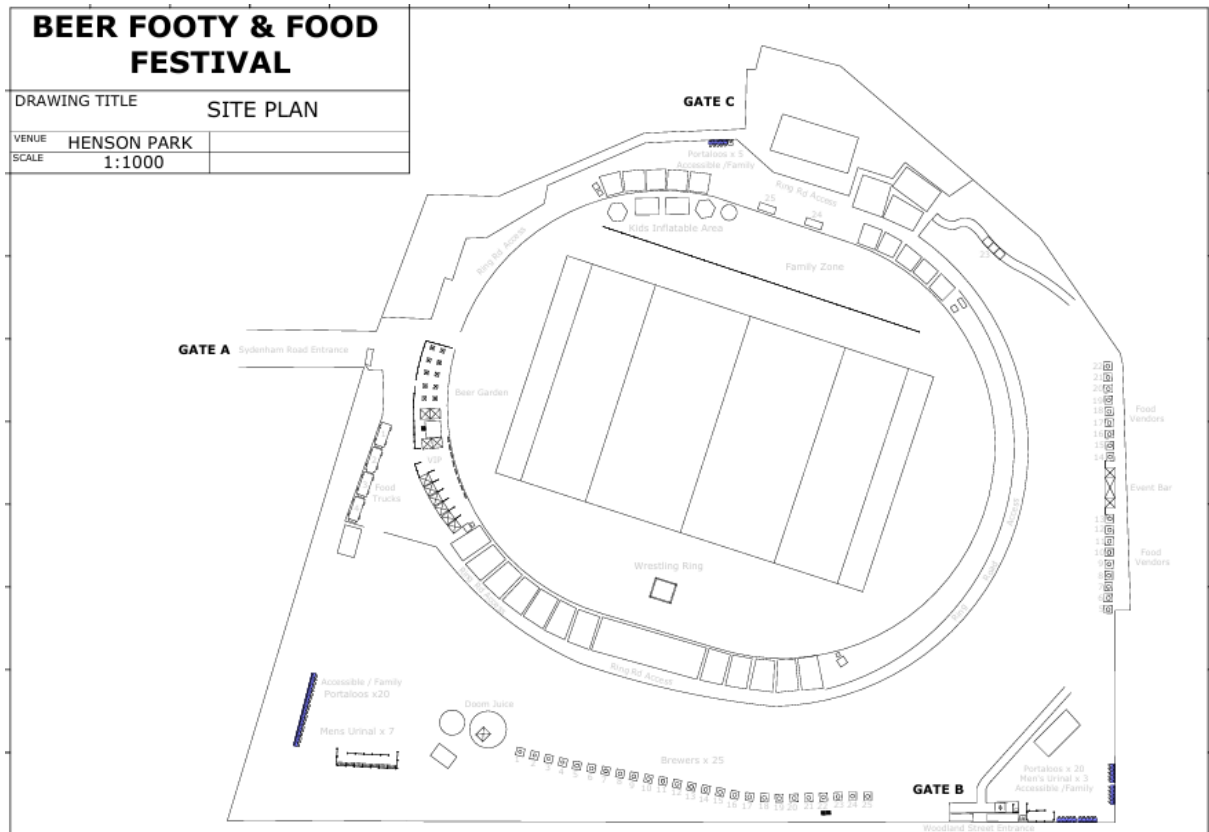 BEER FOOTY & FOOD
FESTIVAL
DRAWING TITLE
SITE PLAN
VENUE
HENSON PARK
SCALE
1:1000
GATE C
Portaloos x 5
Accessible /Family
Ring Rd Access
25
24
Kids Inflatable Area
Ring Rd Access
Family Zone
23
GATE A
Sydenham Road Entrance
Beer Garden
VIP
Food
Trucks
22
21
20
19
18
17
16
15
14
Food
Vendors
Event Bar
13
12
11
10
9
8
7
6
5
Food
Vendors
Ring Road Access
Wrestling Ring
Ring Rd Access
Ring Rd Access
Accessible / Family
Portaloos x20
Mens Urinal x 7
Doom Juice
Brewers x 25
1 2 3 4 5 6 7 8 9 10 11 12 13 14 15 16 17 18 19 20 21 22 23 24 25
GATE B
Portaloos x 20
Men's Urinal x 3
Accessible /Family
Woodland Street Entrance